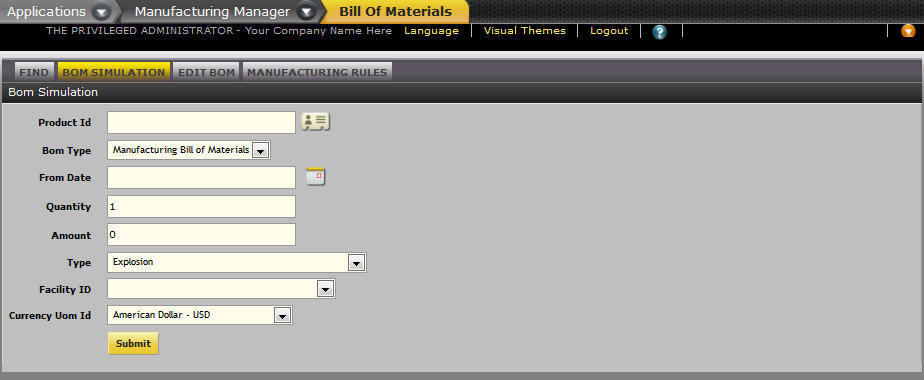 Applications Manufacturing Manager Bill Of Materials
THE PRIVILEGED ADMINISTRATOR - Your Company Name Here Language Visual Themes Logout ?
FIND BOM SIMULATION EDIT BOM MANUFACTURING RULES
Bom Simulation
Product Id
Bom Type Manufacturing Bill of Materials
From Date
Quantity 1
Amount 0
Type Explosion
Facility ID
Currency Uom Id American Dollar - USD
Submit